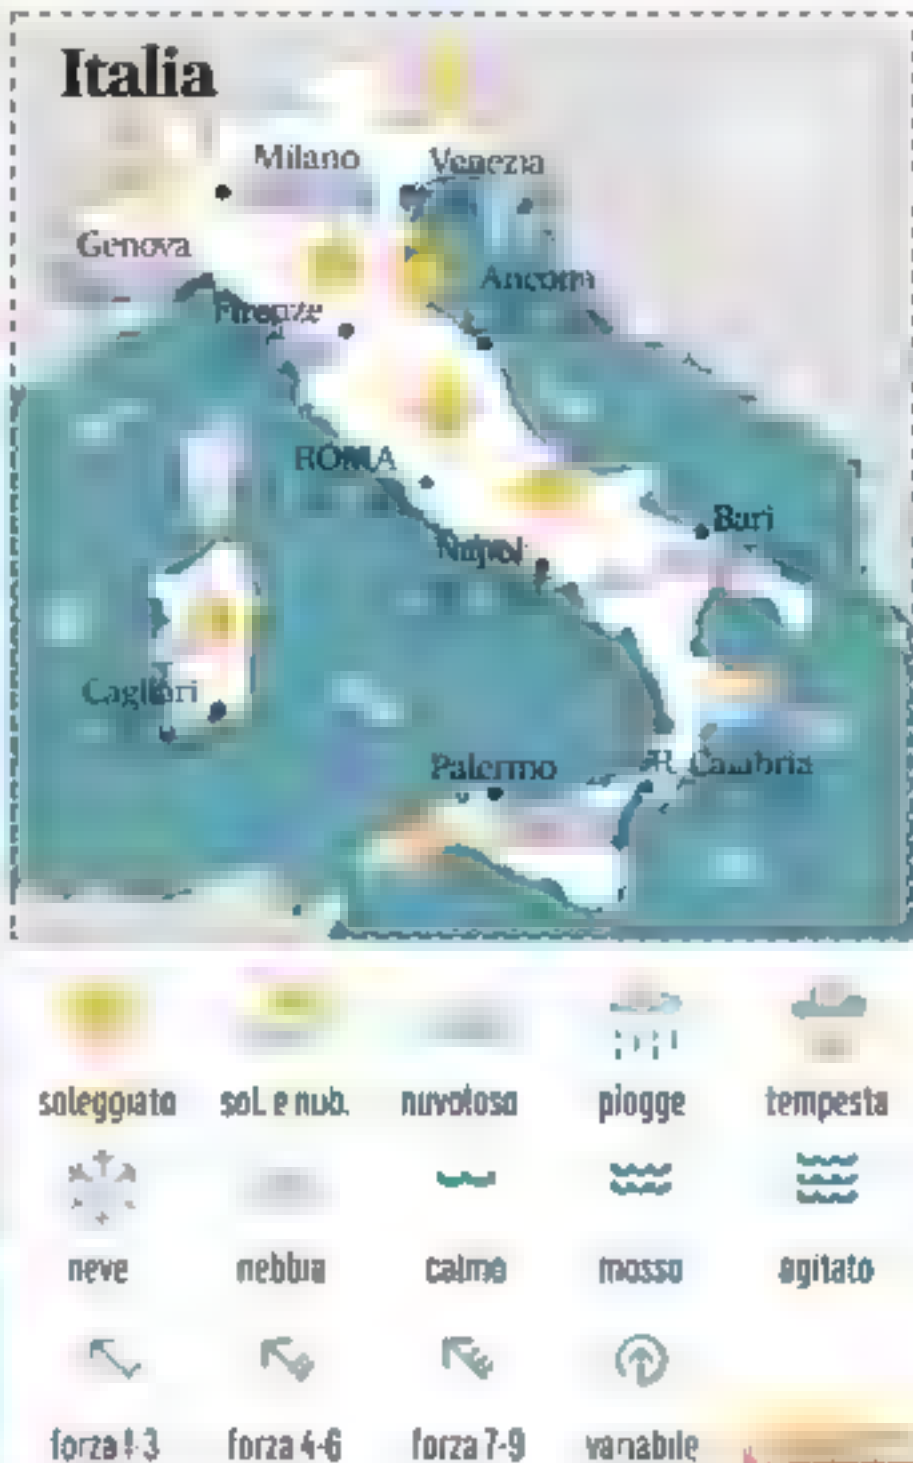 Italia
Milano
Venezia
Genova
Ancona
Firenze
ROMA
Bari
Napoli
Cagliari
Palermo
R. Calabria
soleggiato sol. e nub. nuvoloso piogge tempesta
neve nebbia calmo mosso agitato
forza 1-3 forza 4-6 forza 7-9 variabile